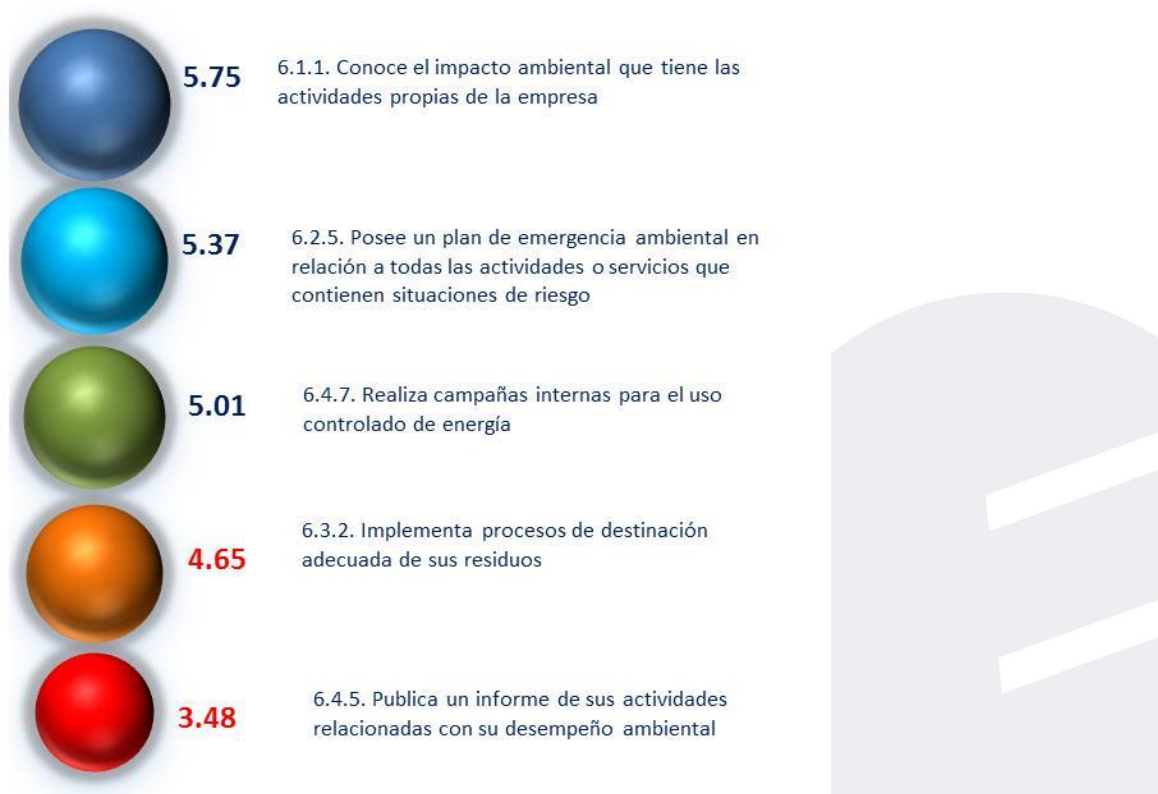 5.75
6.1.1. Conoce el impacto ambiental que tiene las
actividades propias de la empresa
5.37
6.2.5. Posee un plan de emergencia ambiental en
relación a todas las actividades o servicios que
contienen situaciones de riesgo
5.01
6.4.7. Realiza campañas internas para el uso
controlado de energía
4.65
6.3.2. Implementa procesos de destinación
adecuada de sus residuos
3.48
6.4.5. Publica un informe de sus actividades
relacionadas con su desempeño ambiental